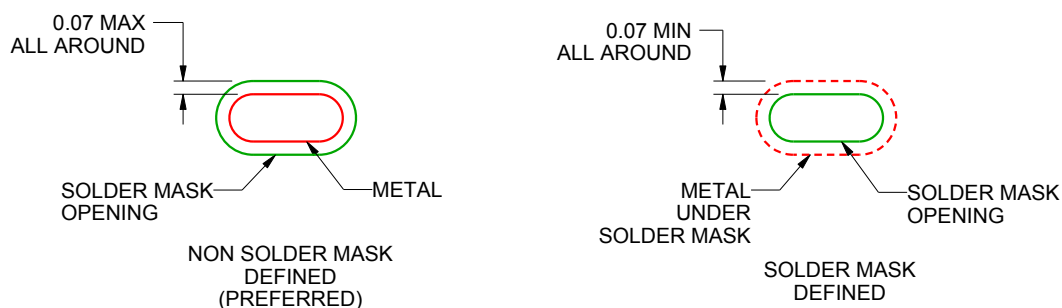 0.07 MAX
ALL AROUND
SOLDER MASK
OPENING
METAL
NON SOLDER MASK
DEFINED
(PREFERRED)
0.07 MIN
ALL AROUND
METAL
UNDER
SOLDER MASK
SOLDER MASK
OPENING
SOLDER MASK
DEFINED